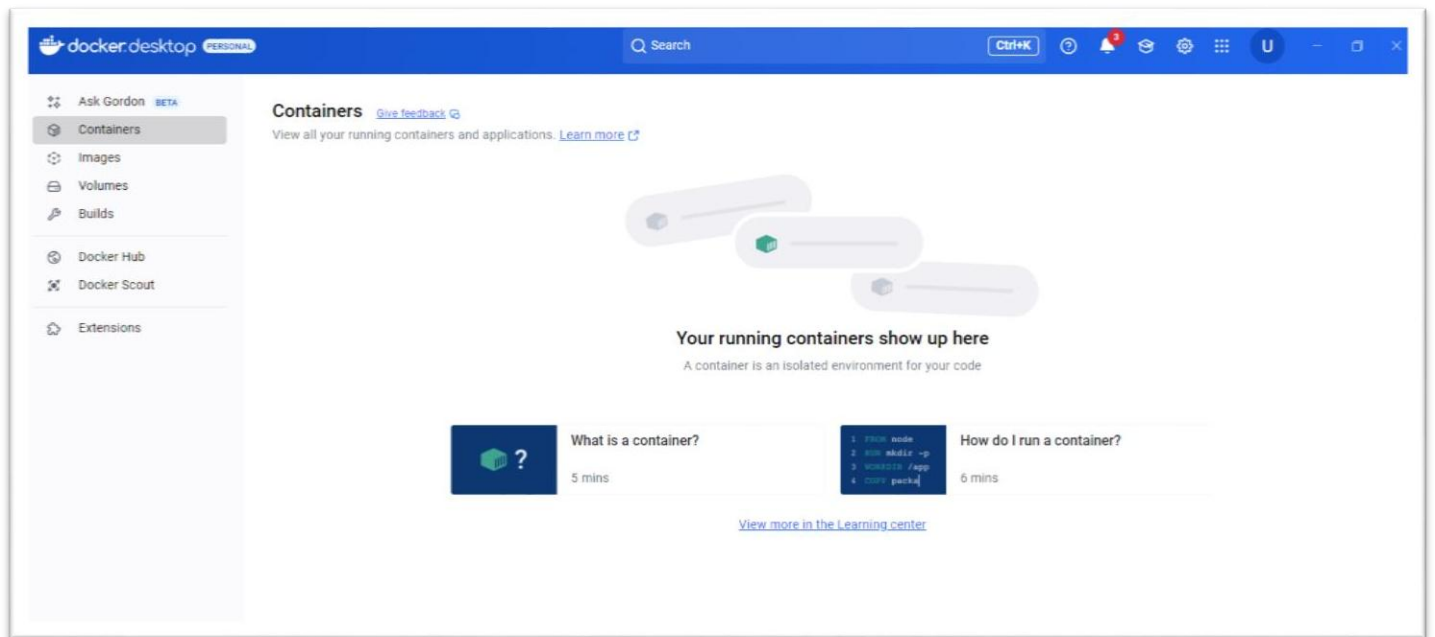 docker.desktop PERSONAL
Search
Ctrl+K
3
U
Ask Gordon BETA
Containers
Images
Volumes
Builds
Docker Hub
Docker Scout
Extensions
Containers Give feedback
View all your running containers and applications. Learn more
Your running containers show up here
A container is an isolated environment for your code
?
What is a container?
5 mins
1 FROM node
2 RUN mkdir -p
3 WORKDIR /app
4 COPY packa
How do I run a container?
6 mins
View more in the Learning center